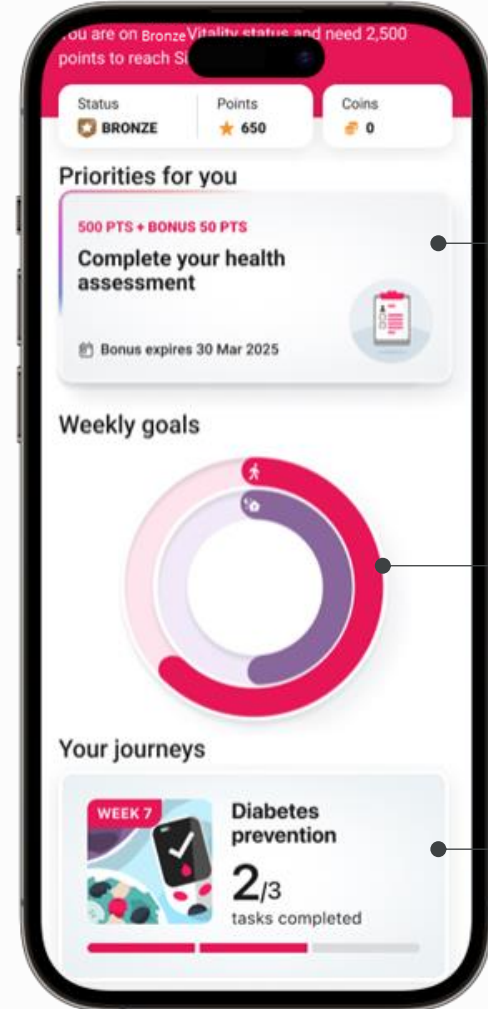 You are on Bronze Vitality status and need 2,500
points to reach
Status
BRONZE
Points
650
Coins
0
Priorities for you
500 PTS + BONUS 50 PTS
Complete your health
assessment
Bonus expires 30 Mar 2025
Weekly goals
Your journeys
WEEK 7
Diabetes
prevention
2/3
tasks completed